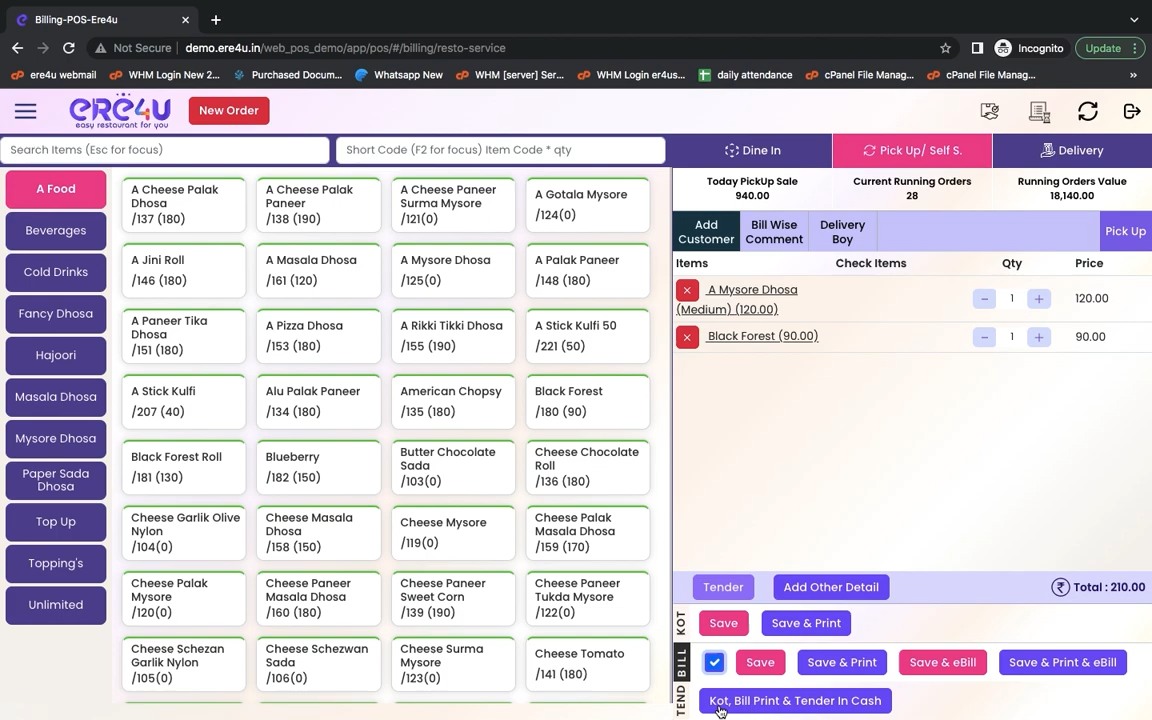 Billing-POS-Ere4u
Not Secure
demo.ere4u.in/web_pos_demo/app/pos/#/billing/resto-service
Incognito
Update
ere4u webmail
WHM Login New 2...
Purchased Docum...
Whatsapp New
WHM [server] Ser...
WHM Login er4us...
daily attendance
cPanel File Manag...
cPanel File Manag...
ERE4U
easy restaurant for you
New Order
Search Items (Esc for focus)
Short Code (F2 for focus) Item Code * qty
Dine In
Pick Up/ Self S.
Delivery
A Food
Beverages
Cold Drinks
Fancy Dhosa
Hajoori
Masala Dhosa
Mysore Dhosa
Paper Sada
Dhosa
Top Up
Topping's
Unlimited
A Cheese Palak
Dhosa
/137 (180)
A Cheese Palak
Paneer
/138 (190)
A Cheese Paneer
Surma Mysore
/121(0)
A Gotala Mysore
/124(0)
A Jini Roll
/146 (180)
A Masala Dhosa
/161 (120)
A Mysore Dhosa
/125(0)
A Palak Paneer
/148 (180)
A Paneer Tika
Dhosa
/151 (180)
A Pizza Dhosa
/153 (180)
A Rikki Tikki Dhosa
/155 (190)
A Stick Kulfi 50
/221 (50)
A Stick Kulfi
/207 (40)
Alu Palak Paneer
/134 (180)
American Chopsy
/135 (180)
Black Forest
/180 (90)
Black Forest Roll
/181 (130)
Blueberry
/182 (150)
Butter Chocolate
Sada
/103(0)
Cheese Chocolate
Roll
/136 (180)
Cheese Garlik Olive
Nylon
/104(0)
Cheese Masala
Dhosa
/158 (150)
Cheese Mysore
/119(0)
Cheese Palak
Masala Dhosa
/159 (170)
Cheese Palak
Mysore
/120(0)
Cheese Paneer
Masala Dhosa
/160 (180)
Cheese Paneer
Sweet Corn
/139 (190)
Cheese Paneer
Tukda Mysore
/122(0)
Cheese Schezan
Garlik Nylon
/105(0)
Cheese Schezwan
Sada
/106(0)
Cheese Surma
Mysore
/123(0)
Cheese Tomato
/141 (180)
Today PickUp Sale
940.00
Current Running Orders
28
Running Orders Value
18,140.00
Add
Customer
Bill Wise
Comment
Delivery
Boy
Pick Up
Items
Check Items
Qty
Price
A Mysore Dhosa
(Medium) (120.00)
1
120.00
Black Forest (90.00)
1
90.00
Tender
Add Other Detail
Total : 210.00
KOT
Save
Save & Print
BILL
Save
Save & Print
Save & eBill
Save & Print & eBill
TEND
Kot, Bill Print & Tender In Cash